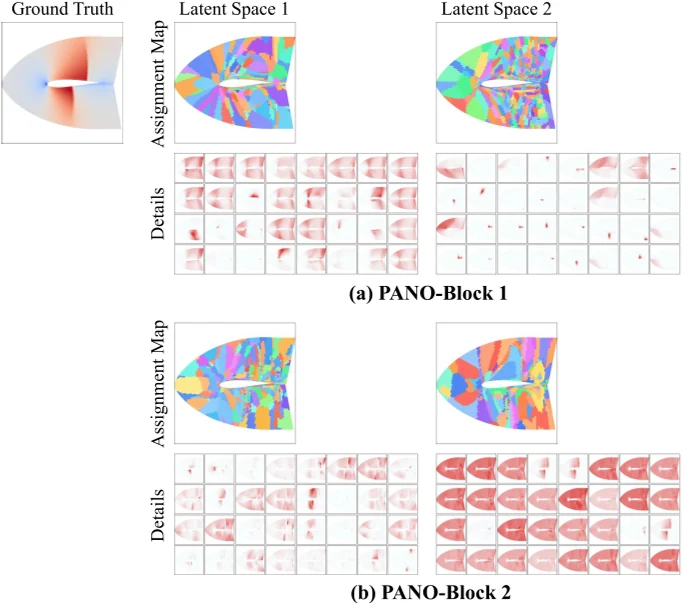 Ground Truth
Latent Space 1
Latent Space 2
Assignment Map
Details
(a) PANO-Block 1
Assignment Map
Details
(b) PANO-Block 2